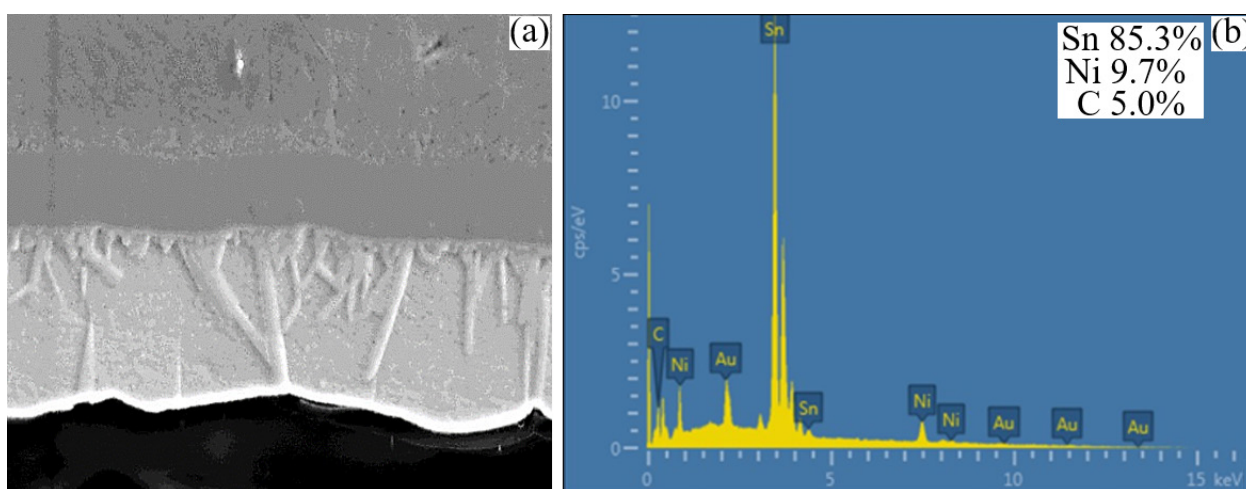 (a)
Sn
Sn 85.3%
(b)
Ni 9.7%
C 5.0%
10
cps/eV
5
C
Ni
Au
Sn
Ni
Ni
Au
Au
Au
0
0
5
10
15
keV